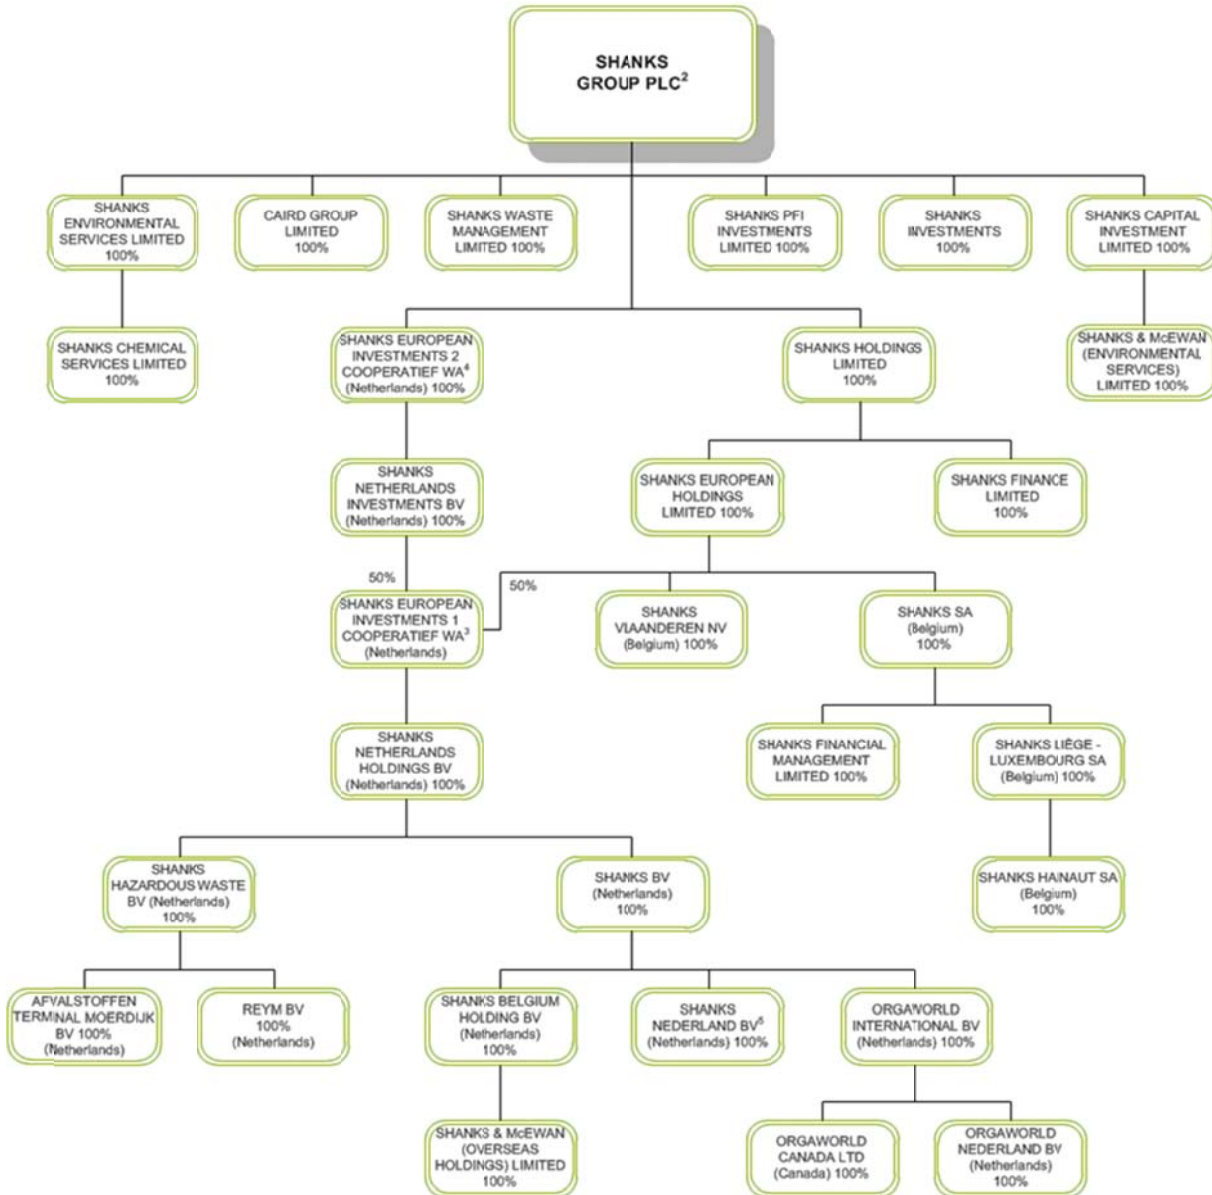 SHANKS
GROUP PLC²
SHANKS
ENVIRONMENTAL
SERVICES LIMITED
100%
CAIRD GROUP
LIMITED
100%
SHANKS WASTE
MANAGEMENT
LIMITED 100%
SHANKS PFI
INVESTMENTS
LIMITED 100%
SHANKS
INVESTMENTS
100%
SHANKS CAPITAL
INVESTMENT
LIMITED 100%
SHANKS CHEMICAL
SERVICES LIMITED
100%
SHANKS EUROPEAN
INVESTMENTS 2
COOPERATIEF WA⁴
(Netherlands) 100%
SHANKS HOLDINGS
LIMITED
100%
SHANKS & McEWAN
(ENVIRONMENTAL
SERVICES)
LIMITED 100%
SHANKS
NETHERLANDS
INVESTMENTS BV
(Netherlands) 100%
SHANKS EUROPEAN
HOLDINGS
LIMITED 100%
SHANKS FINANCE
LIMITED
100%
50%
50%
SHANKS EUROPEAN
INVESTMENTS 1
COOPERATIEF WA³
(Netherlands)
SHANKS
VLAANDEREN NV
(Belgium) 100%
SHANKS SA
(Belgium)
100%
SHANKS
NETHERLANDS
HOLDINGS BV
(Netherlands) 100%
SHANKS FINANCIAL
MANAGEMENT
LIMITED 100%
SHANKS LIÈGE -
LUXEMBOURG SA
(Belgium) 100%
SHANKS
HAZARDOUS WASTE
BV (Netherlands)
100%
SHANKS BV
(Netherlands)
100%
SHANKS HAINAUT SA
(Belgium)
100%
AFVALSTOFFEN
TERMINAL MOERDIJK
BV 100%
(Netherlands)
REYM BV
100%
(Netherlands)
SHANKS BELGIUM
HOLDING BV
(Netherlands)
100%
SHANKS
NEDERLAND BV⁵
(Netherlands) 100%
ORGAWORLD
INTERNATIONAL BV
(Netherlands) 100%
SHANKS & McEWAN
(OVERSEAS
HOLDINGS) LIMITED
100%
ORGAWORLD
CANADA LTD
(Canada) 100%
ORGAWORLD
NEDERLAND BV
(Netherlands)
100%